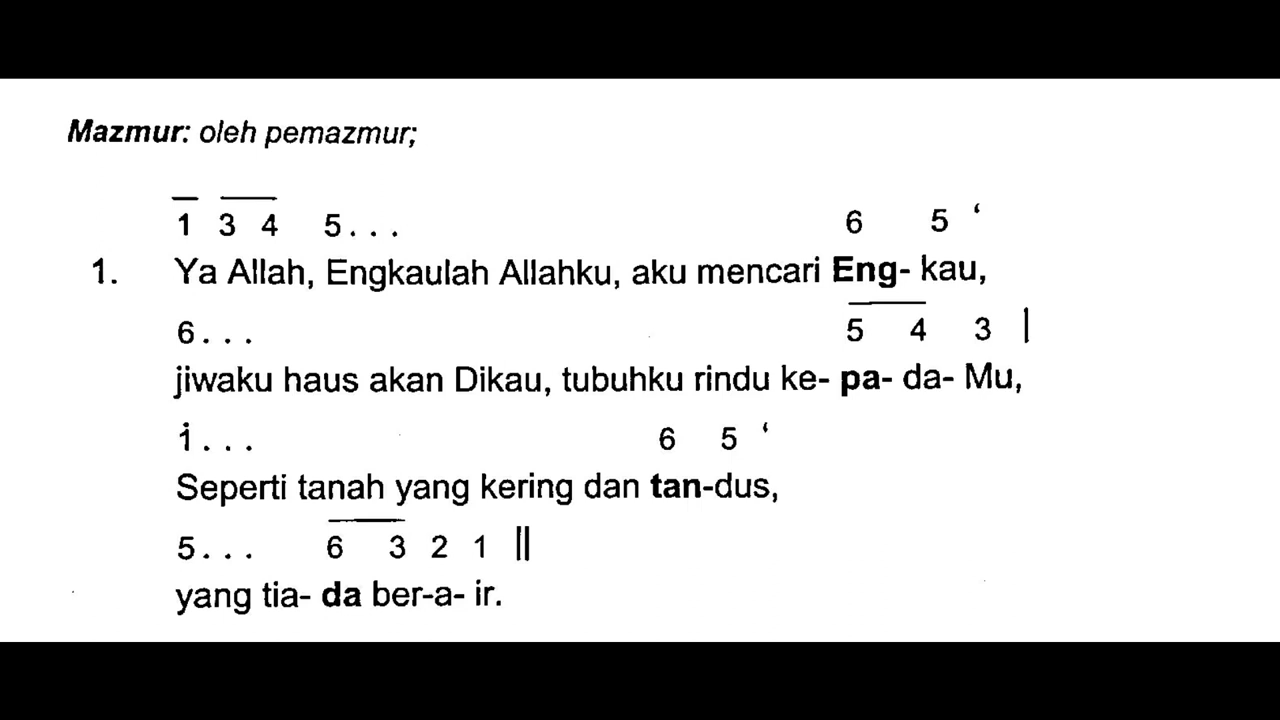 Mazmur: oleh pemazmur;
1 3 4 5... 6 5 ‘
1. Ya Allah, Engkaulah Allahku, aku mencari Eng- kau,
6... 5 4 3 |
jiwaku haus akan Dikau, tubuhku rindu ke- pa- da- Mu,
i... 6 5 ‘
Seperti tanah yang kering dan tan-dus,
5... 6 3 2 1 ||
yang tia- da ber-a- ir.